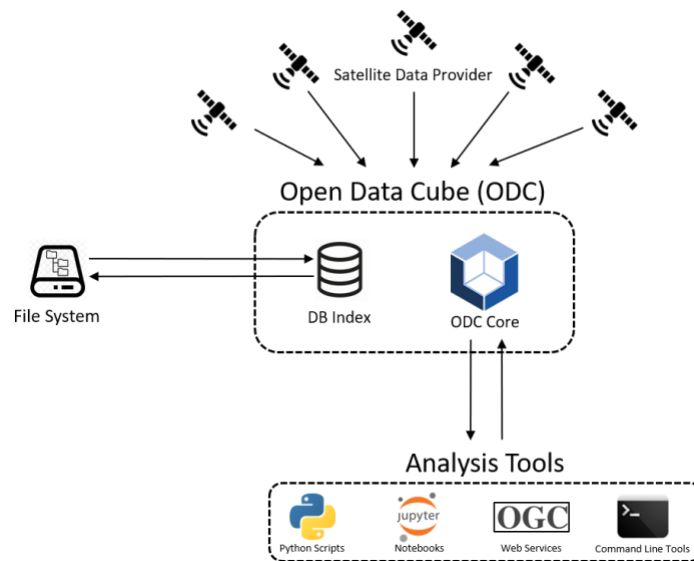 Satellite Data Provider
Open Data Cube (ODC)
File System
DB Index
ODC Core
Analysis Tools
jupyter
OGC
>_
Python Scripts
Notebooks
Web Services
Command Line Tools